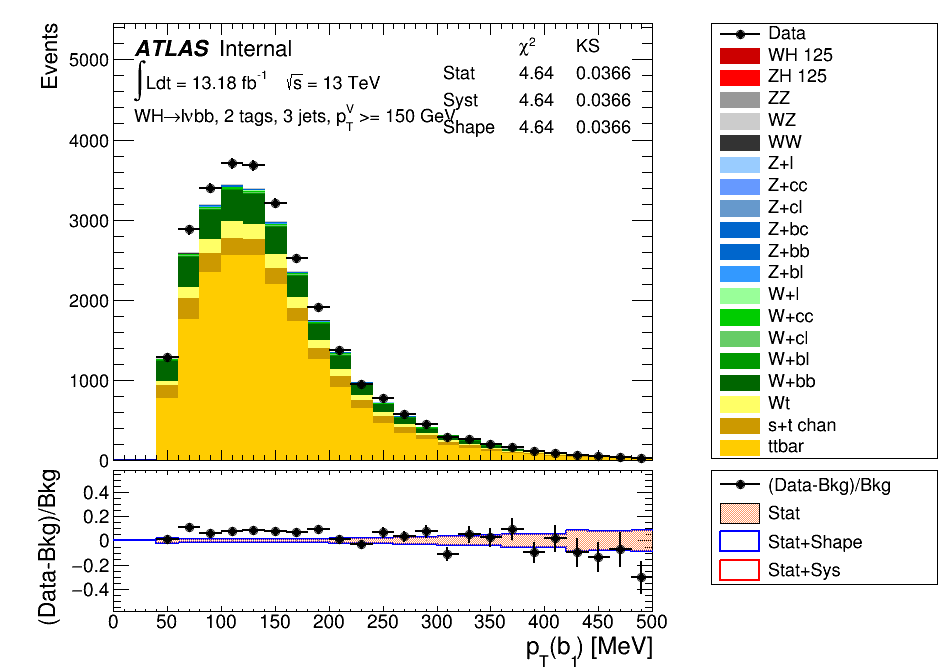 Events
5000
4000
3000
2000
1000
0
ATLAS Internal
∫Ldt = 13.18 fb⁻¹ √s = 13 TeV
WH→lνbb, 2 tags, 3 jets, p_T^V >= 150 GeV
χ² KS
Stat 4.64 0.0366
Syst 4.64 0.0366
Shape 4.64 0.0366
Data
WH 125
ZH 125
ZZ
WZ
WW
Z+l
Z+cc
Z+cl
Z+bc
Z+bb
Z+bl
W+l
W+cc
W+cl
W+bl
W+bb
Wt
s+t chan
ttbar
(Data-Bkg)/Bkg
0.4
0.2
0
−0.2
−0.4
0 50 100 150 200 250 300 350 400 450 500
p_T(b_1) [MeV]
(Data-Bkg)/Bkg
Stat
Stat+Shape
Stat+Sys